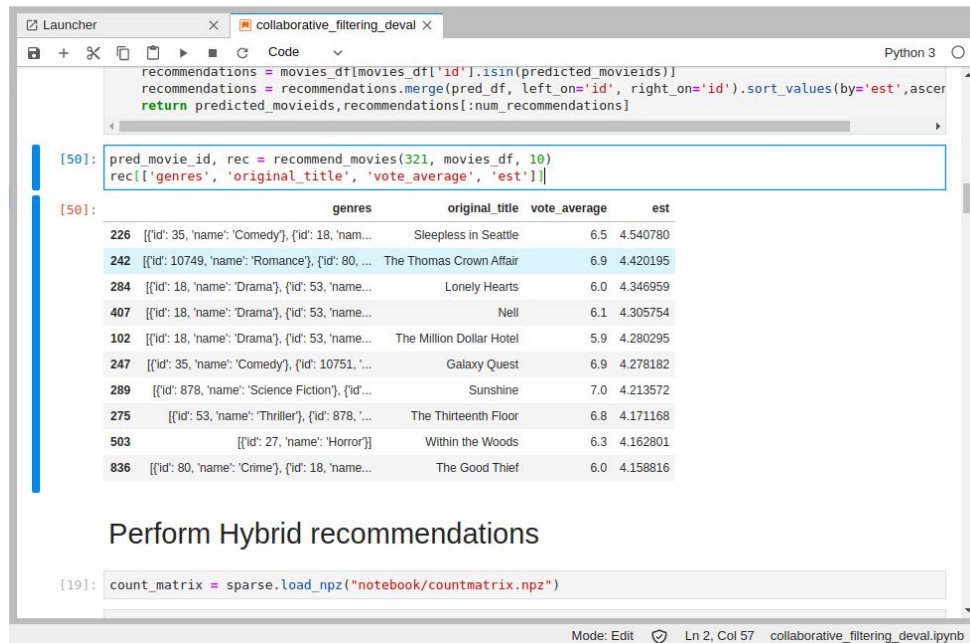 Launcher
collaborative_filtering_deval
Code
Python 3
recommendations = movies_df[movies_df['id'].isin(predicted_movieids)]
recommendations = recommendations.merge(pred_df, left_on='id', right_on='id').sort_values(by='est',ascer
return predicted_movieids,recommendations[:num_recommendations]
[50]: pred_movie_id, rec = recommend_movies(321, movies_df, 10)
rec[['genres', 'original_title', 'vote_average', 'est']]
[50]: genres original_title vote_average est
226 [{'id': 35, 'name': 'Comedy'}, {'id': 18, 'nam... Sleepless in Seattle 6.5 4.540780
242 [{'id': 10749, 'name': 'Romance'}, {'id': 80, ... The Thomas Crown Affair 6.9 4.420195
284 [{'id': 18, 'name': 'Drama'}, {'id': 53, 'name... Lonely Hearts 6.0 4.346959
407 [{'id': 18, 'name': 'Drama'}, {'id': 53, 'name... Nell 6.1 4.305754
102 [{'id': 18, 'name': 'Drama'}, {'id': 53, 'name... The Million Dollar Hotel 5.9 4.280295
247 [{'id': 35, 'name': 'Comedy'}, {'id': 10751, '... Galaxy Quest 6.9 4.278182
289 [{'id': 878, 'name': 'Science Fiction'}, {'id'... Sunshine 7.0 4.213572
275 [{'id': 53, 'name': 'Thriller'}, {'id': 878, '... The Thirteenth Floor 6.8 4.171168
503 [{'id': 27, 'name': 'Horror'}] Within the Woods 6.3 4.162801
836 [{'id': 80, 'name': 'Crime'}, {'id': 18, 'name... The Good Thief 6.0 4.158816
Perform Hybrid recommendations
[19]: count_matrix = sparse.load_npz("notebook/countmatrix.npz")
Mode: Edit Ln 2, Col 57 collaborative_filtering_deval.ipynb